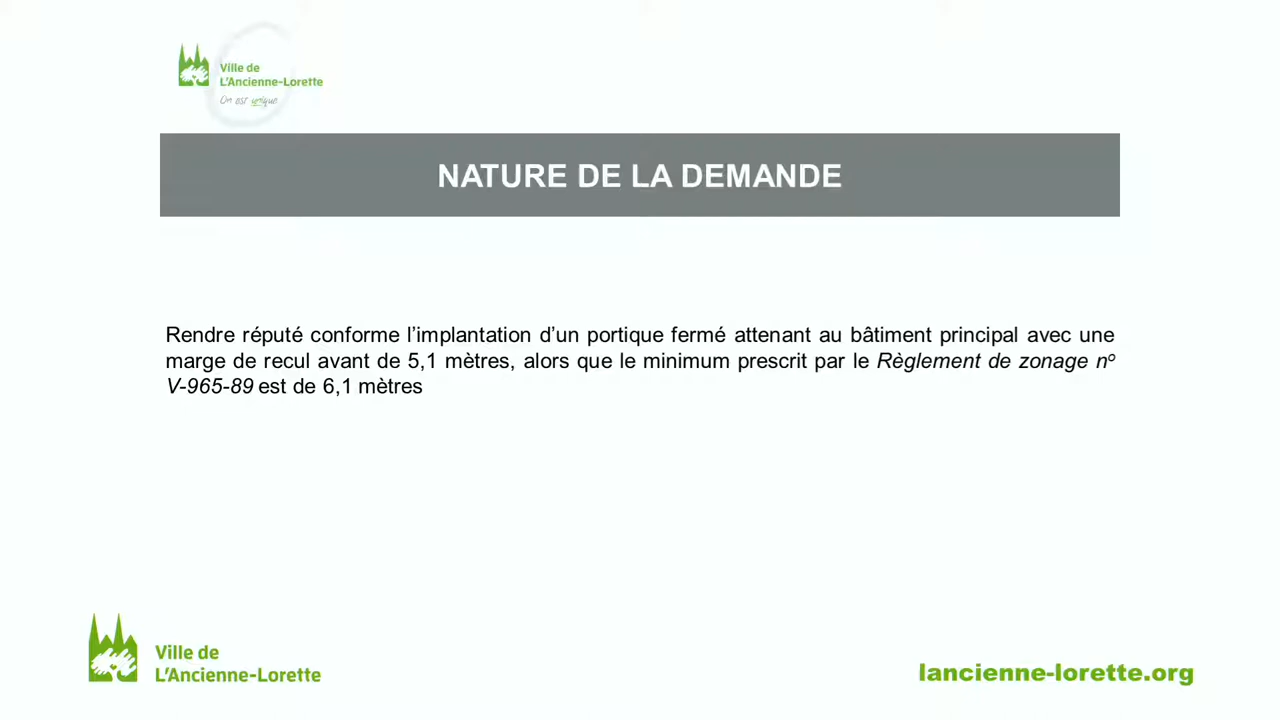 Ville de
L'Ancienne-Lorette
On est unique
NATURE DE LA DEMANDE
Rendre réputé conforme l’implantation d’un portique fermé attenant au bâtiment principal avec une
marge de recul avant de 5,1 mètres, alors que le minimum prescrit par le Règlement de zonage nº
V-965-89 est de 6,1 mètres
Ville de
L'Ancienne-Lorette
lancienne-lorette.org